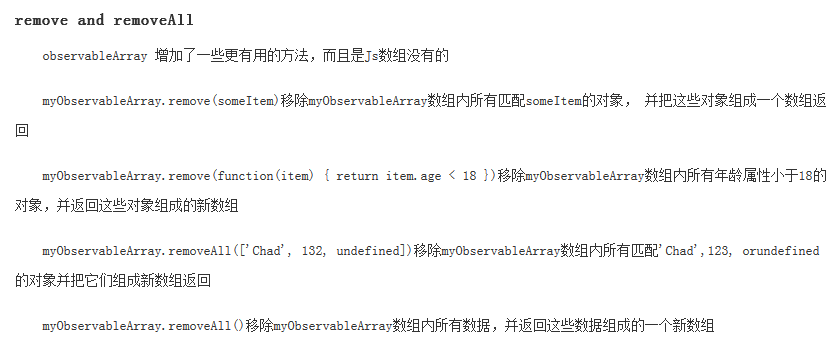 remove and removeAll
observableArray 增加了一些更有用的方法，而且是Js数组没有的
myObservableArray.remove(someItem)移除myObservableArray数组内所有匹配someItem的对象， 并把这些对象组成一个数组返
回
myObservableArray.remove(function(item) { return item.age < 18 })移除myObservableArray数组内所有年龄属性小于18的
对象，并返回这些对象组成的新数组
myObservableArray.removeAll(['Chad', 132, undefined])移除myObservableArray数组内所有匹配'Chad',123, orundefined
的对象并把它们组成新数组返回
myObservableArray.removeAll()移除myObservableArray数组内所有数据，并返回这些数据组成的一个新数组